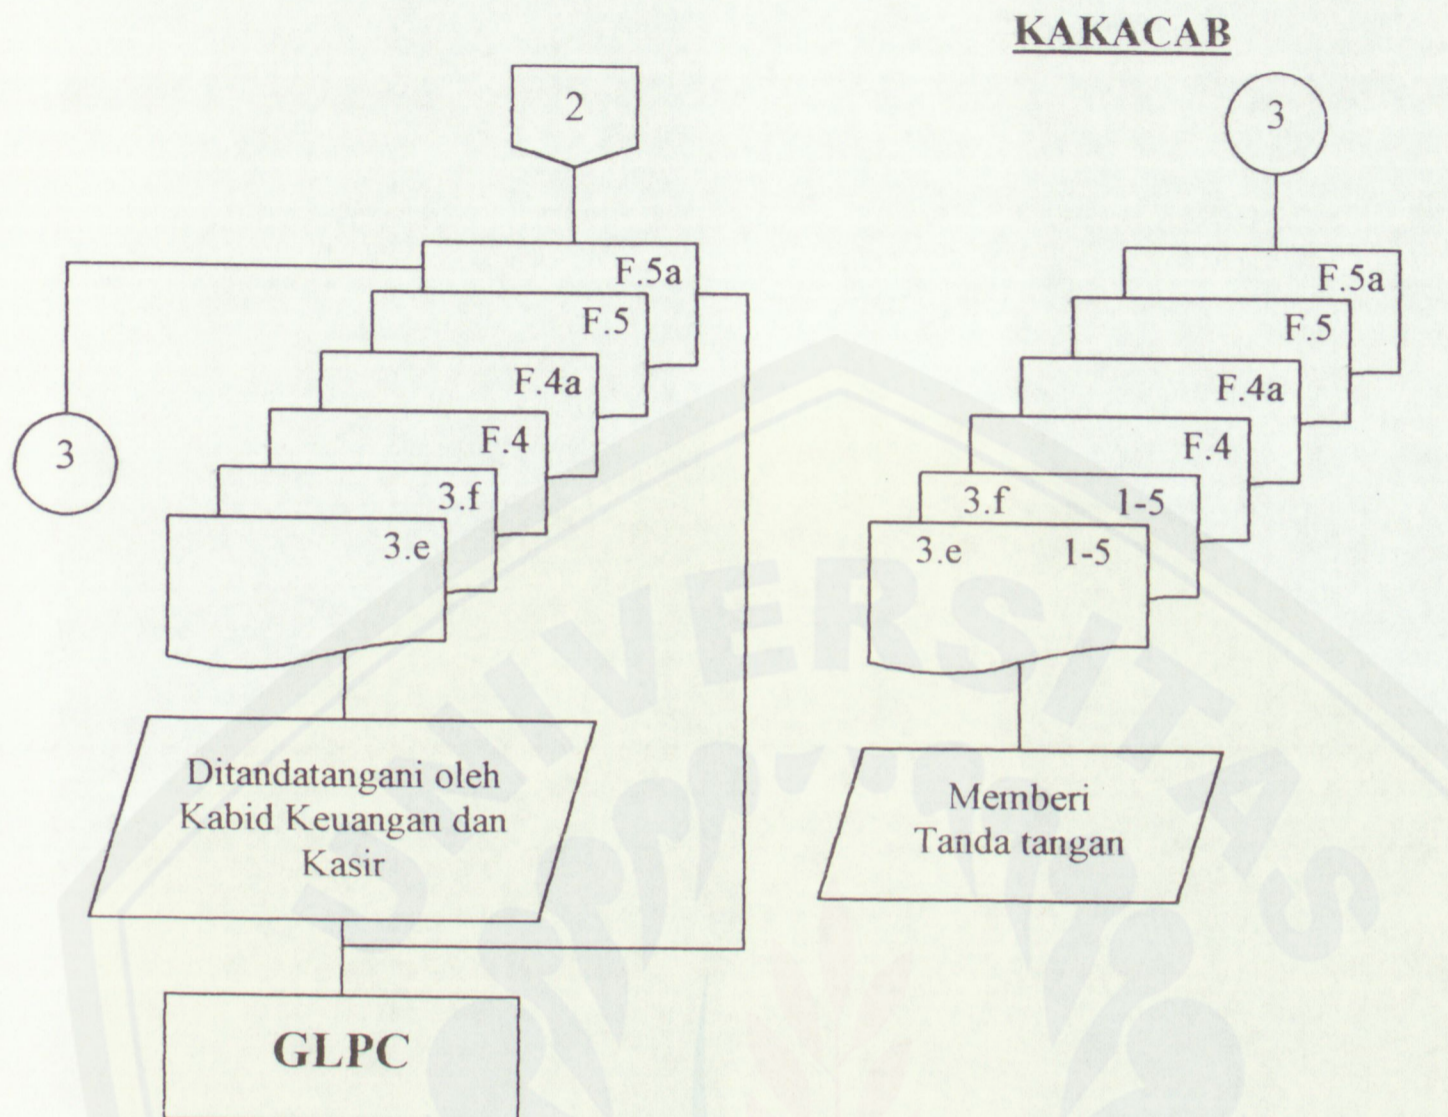 KAKACAB
2
3
F.5a
F.5
F.4a
F.4
3.f
3.e
3
Ditandatangani oleh
Kabid Keuangan dan
Kasir
GLPC
F.5a
F.5
F.4a
F.4
3.f 1-5
3.e 1-5
Memberi
Tanda tangan
UNIVERSITAS